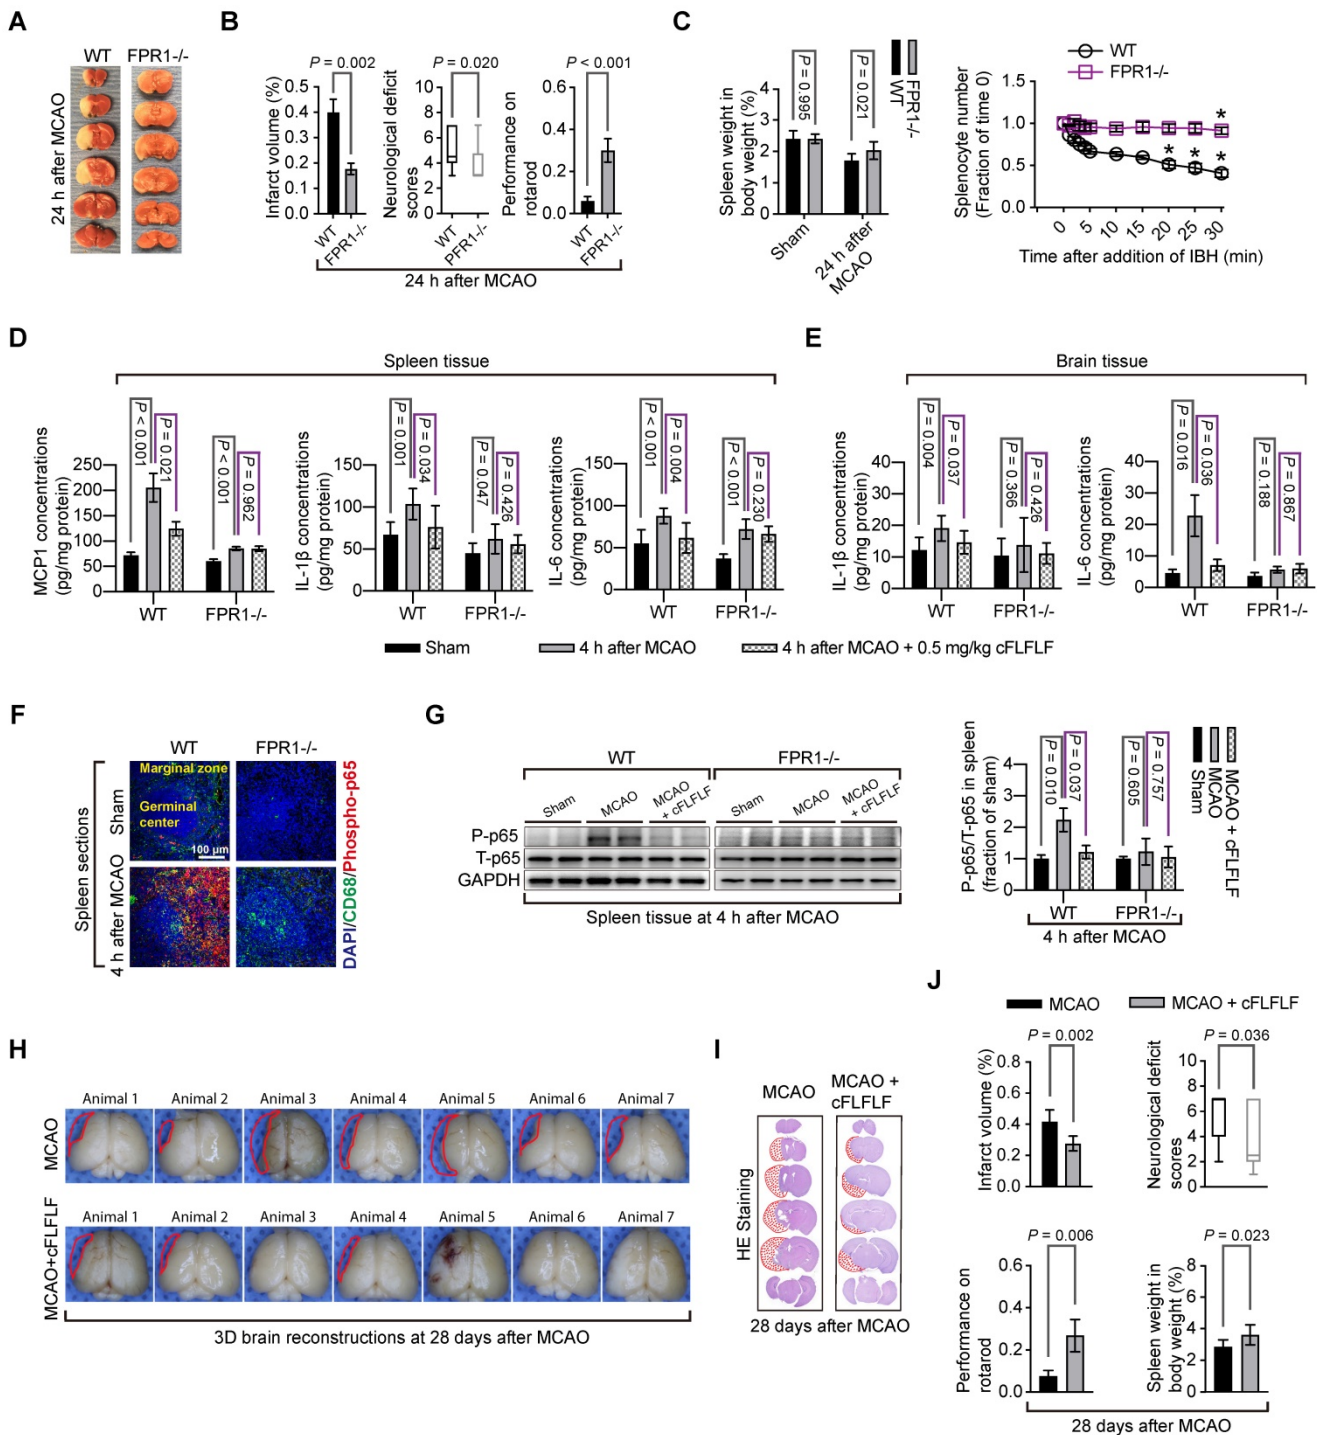 A
WT FPR1-/-
24 h after MCAO
B
P = 0.002
Infarct volume (%)
0.5
0.4
0.3
0.2
0.1
0.0
WT
FPR1-/-
P = 0.020
Neurological deficit
scores
10
8
6
4
2
0
WT
PFR1-/-
P < 0.001
Performance on
rotarod
0.6
0.4
0.2
0.0
WT
FPR1-/-
24 h after MCAO
C
FPR1-/-
WT
P = 0.995
P = 0.021
Spleen weight in
body weight (%)
4
3
2
1
0
Sham
24 h after
MCAO
WT
FPR1-/-
Splenocyte number
(Fraction of time 0)
1.5
1.0
0.5
0.0
* * * *
0 5 10 15 20 25 30
Time after addition of IBH (min)
D
Spleen tissue
P < 0.001
P = 0.021
P < 0.001
P = 0.962
MCP1 concentrations
(pg/mg protein)
250
200
150
100
50
0
WT FPR1-/-
P = 0.001
P = 0.034
P = 0.047
P = 0.426
IL-1β concentrations
(pg/mg protein)
150
100
50
0
WT FPR1-/-
P < 0.001
P = 0.004
P < 0.001
P = 0.230
IL-6 concentrations
(pg/mg protein)
150
100
50
0
WT FPR1-/-
E
Brain tissue
P = 0.004
P = 0.037
P = 0.366
P = 0.426
IL-1β concentrations
(pg/mg protein)
40
30
20
10
0
WT FPR1-/-
P = 0.016
P = 0.036
P = 0.188
P = 0.867
IL-6 concentrations
(pg/mg protein)
40
30
20
10
0
WT FPR1-/-
Sham 4 h after MCAO 4 h after MCAO + 0.5 mg/kg cFLFLF
F
WT FPR1-/-
Spleen sections
Sham
4 h after MCAO
Marginal zone
Germinal
center
100 µm
DAPI/CD68/Phospho-p65
G
WT FPR1-/-
Sham MCAO MCAO + cFLFLF Sham MCAO MCAO + cFLFLF
P-p65
T-p65
GAPDH
Spleen tissue at 4 h after MCAO
P = 0.010
P = 0.037
P = 0.605
P = 0.757
MCAO + cFLFLF
MCAO
Sham
P-p65/T-p65 in spleen
(fraction of sham)
4
3
2
1
0
WT FPR1-/-
4 h after MCAO
H
Animal 1 Animal 2 Animal 3 Animal 4 Animal 5 Animal 6 Animal 7
MCAO
Animal 1 Animal 2 Animal 3 Animal 4 Animal 5 Animal 6 Animal 7
MCAO+cFLFLF
3D brain reconstructions at 28 days after MCAO
I
MCAO MCAO +
cFLFLF
HE Staining
28 days after MCAO
J
MCAO MCAO + cFLFLF
P = 0.002
Infarct volume (%)
0.8
0.6
0.4
0.2
0.0
P = 0.036
Neurological deficit
scores
10
8
6
4
2
0
P = 0.006
Performance on
rotarod
0.6
0.4
0.2
0.0
P = 0.023
Spleen weight in
body weight (%)
8
6
4
2
0
28 days after MCAO